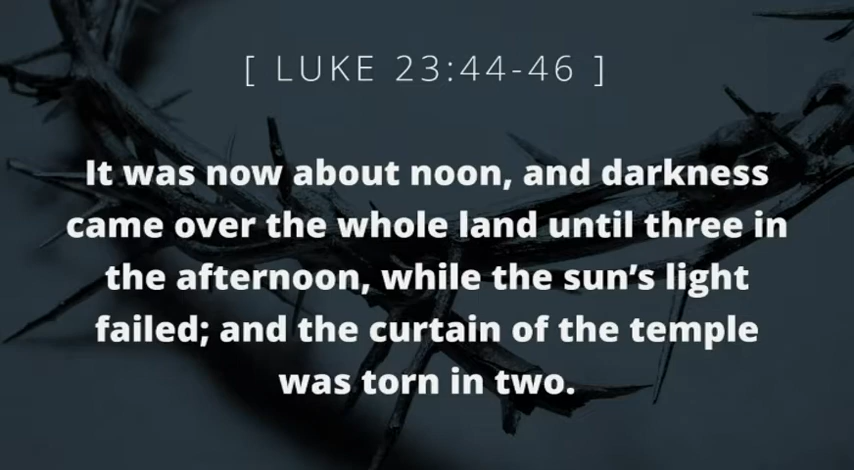 [ LUKE 23:44-46 ]
It was now about noon, and darkness
came over the whole land until three in
the afternoon, while the sun’s light
failed; and the curtain of the temple
was torn in two.